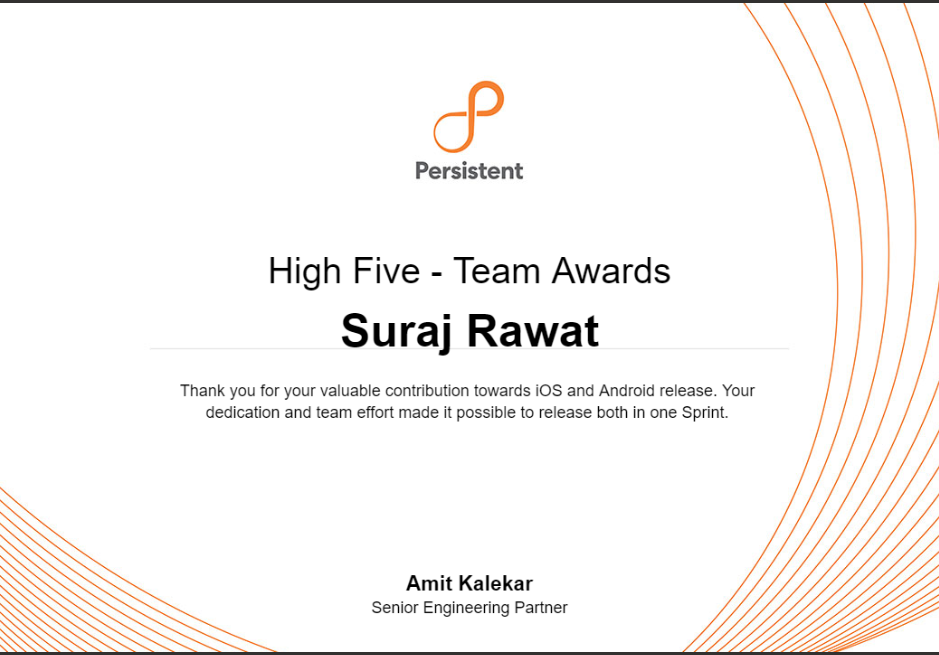 Persistent
High Five - Team Awards
Suraj Rawat
Thank you for your valuable contribution towards iOS and Android release. Your
dedication and team effort made it possible to release both in one Sprint.
Amit Kalekar
Senior Engineering Partner